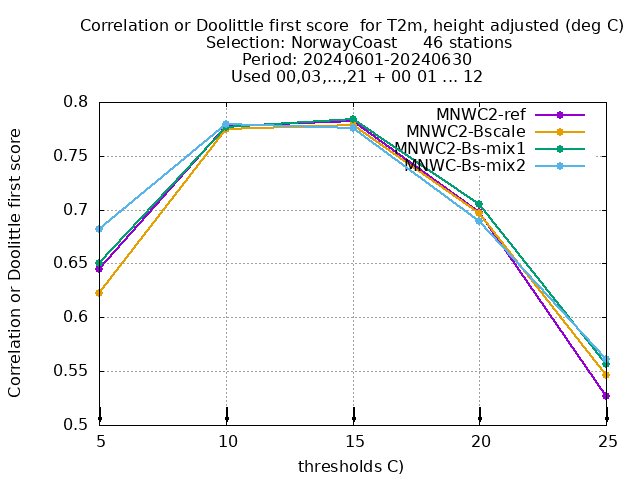 Correlation or Doolittle first score  for T2m, height adjusted (deg C)
Selection: NorwayCoast     46 stations
Period: 20240601-20240630
Used 00,03,...,21 + 00 01 ... 12
Correlation or Doolittle first score
0.8
0.75
0.7
0.65
0.6
0.55
0.5
MNWC2-ref
MNWC2-Bscale
MNWC2-Bs-mix1
MNWC-Bs-mix2
5 10 15 20 25
thresholds C)